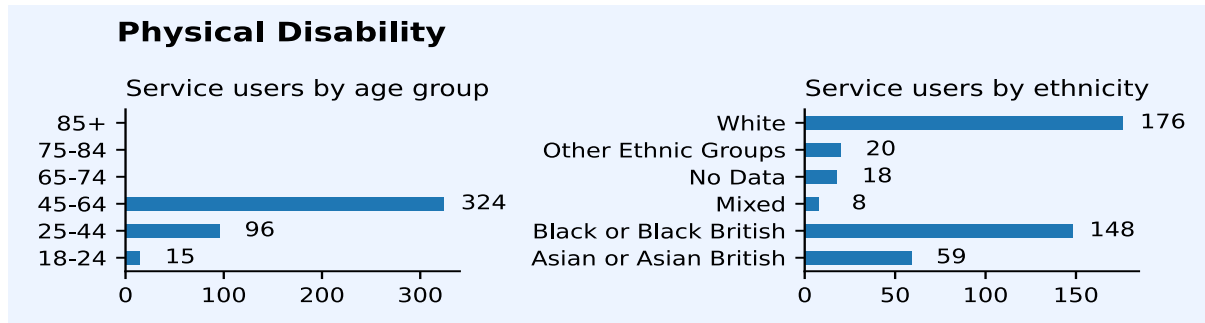 Physical Disability
Service users by age group
85+
75-84
65-74
45-64 324
25-44 96
18-24 15
0 100 200 300
Service users by ethnicity
White 176
Other Ethnic Groups 20
No Data 18
Mixed 8
Black or Black British 148
Asian or Asian British 59
0 50 100 150